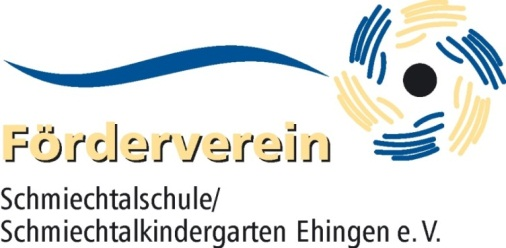 Förderverein
Schmiechtalschule/
Schmiechtalkindergarten Ehingen e. V.